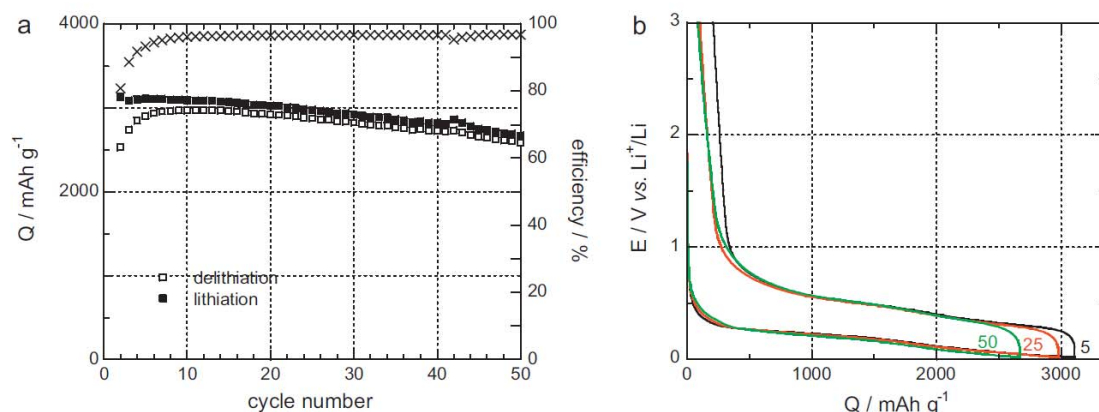 a
4000
2000
0
Q / mAh g⁻¹
0 10 20 30 40 50
cycle number
100
80
60
40
20
0
efficiency / %
delithiation
lithiation
b
3
2
1
0
E / V vs. Li⁺/Li
0 1000 2000 3000
Q / mAh g⁻¹
50 25 5